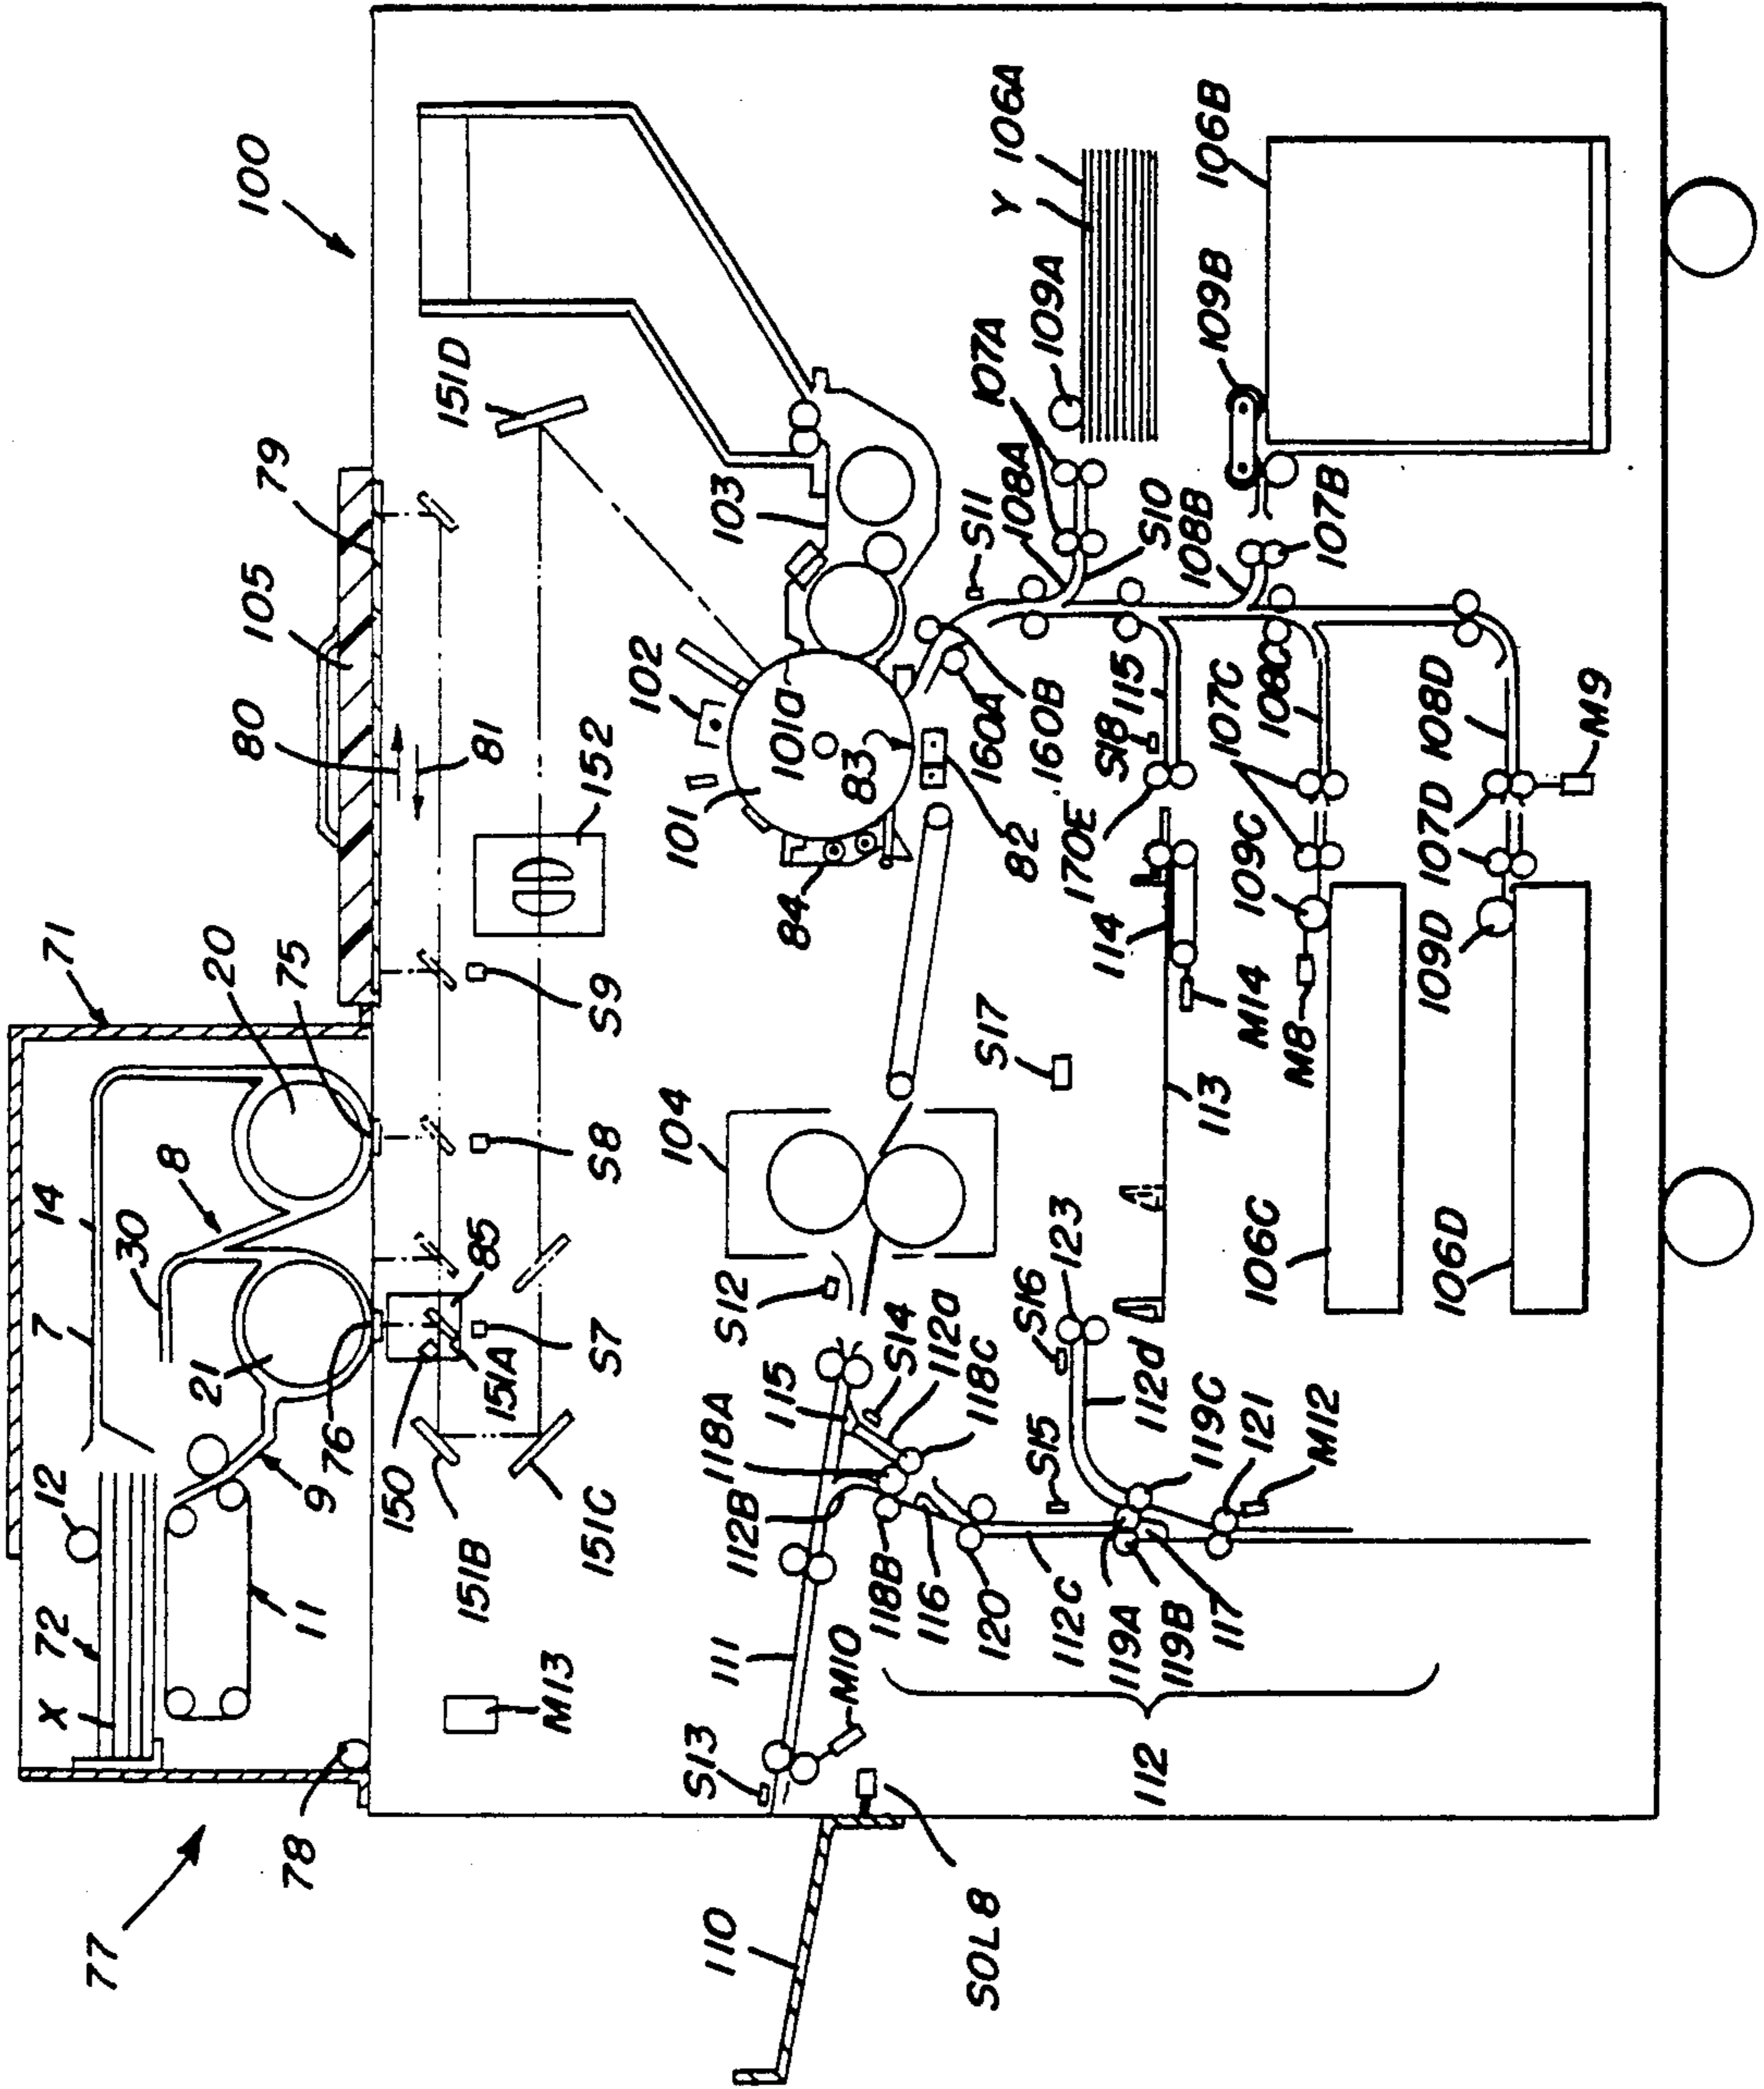 77
78
X
72
12
7
14
30
8
71
20
75
21
76
9
11
80
105
79
81
100
M13
151B
151C
150
151A
85
S7
S8
S9
152
151D
101
102
101a
83
84
82
103
110
S13
SOL8
111
M10
112B
118A
115
S14
112a
118C
S12
104
118B
116
120
112C
119A
119B
117
112
S15
S16
123
112d
119C
121
M12
S17
113
114
170E
S18
115
160A
160B
S11
108A
107A
109A
Y
106A
S10
108B
107B
109B
106B
M14
M8
109C
107C
108C
106C
106D
109D
107D
108D
M9